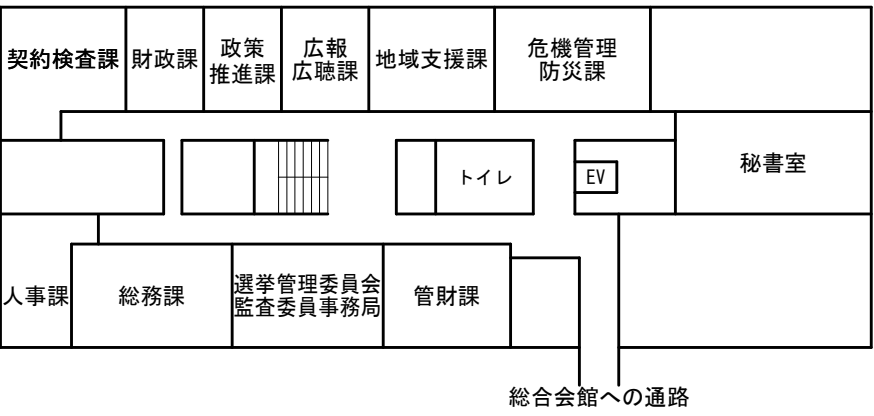 契約検査課
財政課
政策
推進課
広報
広聴課
地域支援課
危機管理
防災課
秘書室
トイレ
EV
人事課
総務課
選挙管理委員会
監査委員事務局
管財課
総合会館への通路